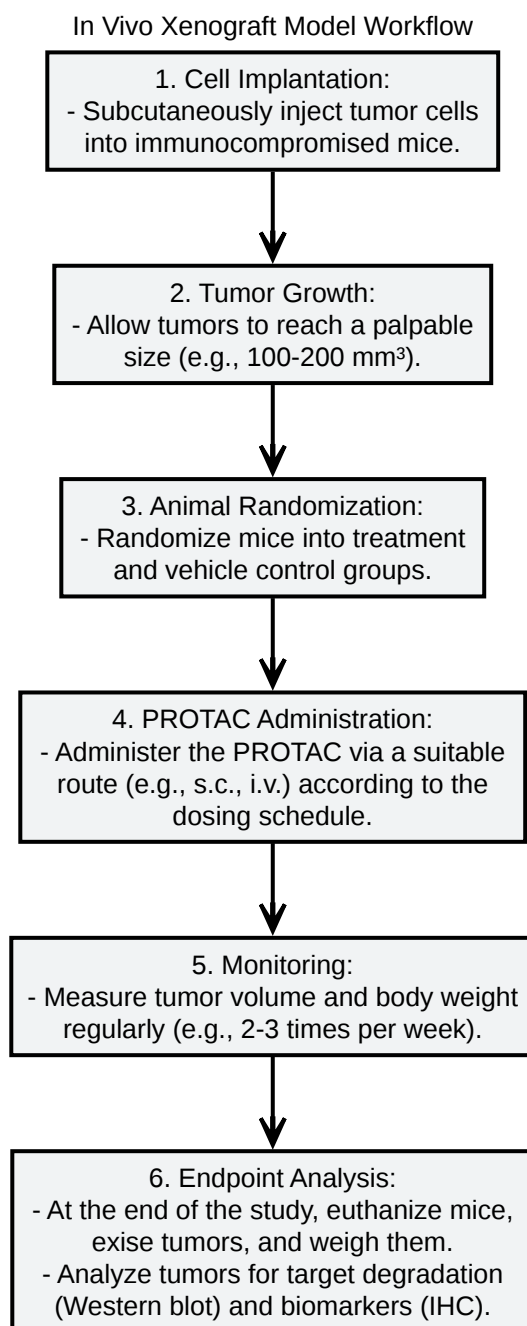 In Vivo Xenograft Model Workflow
1. Cell Implantation:
- Subcutaneously inject tumor cells
into immunocompromised mice.
2. Tumor Growth:
- Allow tumors to reach a palpable
size (e.g., 100-200 mm³).
3. Animal Randomization:
- Randomize mice into treatment
and vehicle control groups.
4. PROTAC Administration:
- Administer the PROTAC via a suitable
route (e.g., s.c., i.v.) according to the
dosing schedule.
5. Monitoring:
- Measure tumor volume and body weight
regularly (e.g., 2-3 times per week).
6. Endpoint Analysis:
- At the end of the study, euthanize mice,
exise tumors, and weigh them.
- Analyze tumors for target degradation
(Western blot) and biomarkers (IHC).